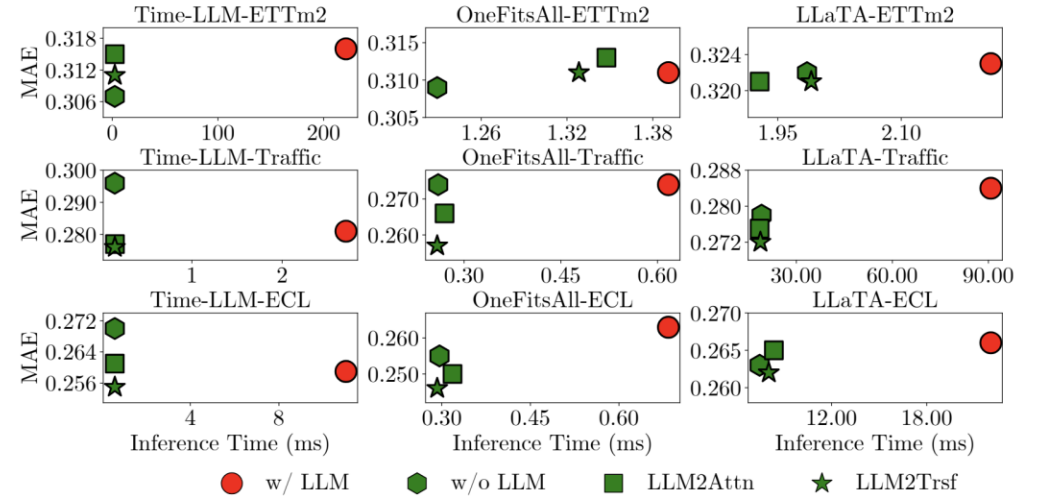 Time-LLM-ETTm2 OneFitsAll-ETTm2 LLaTA-ETTm2
MAE
0.318
0.312
0.306
0 100 200
0.315
0.310
0.305
1.26 1.32 1.38
0.324
0.320
1.95 2.10
Time-LLM-Traffic OneFitsAll-Traffic LLaTA-Traffic
MAE
0.300
0.290
0.280
1 2
0.270
0.260
0.30 0.45 0.60
0.288
0.280
0.272
30.00 60.00 90.00
Time-LLM-ECL OneFitsAll-ECL LLaTA-ECL
MAE
0.272
0.264
0.256
4 8
0.260
0.250
0.30 0.45 0.60
0.270
0.265
0.260
12.00 18.00
Inference Time (ms) Inference Time (ms) Inference Time (ms)
w/ LLM w/o LLM LLM2Attn LLM2Trsf